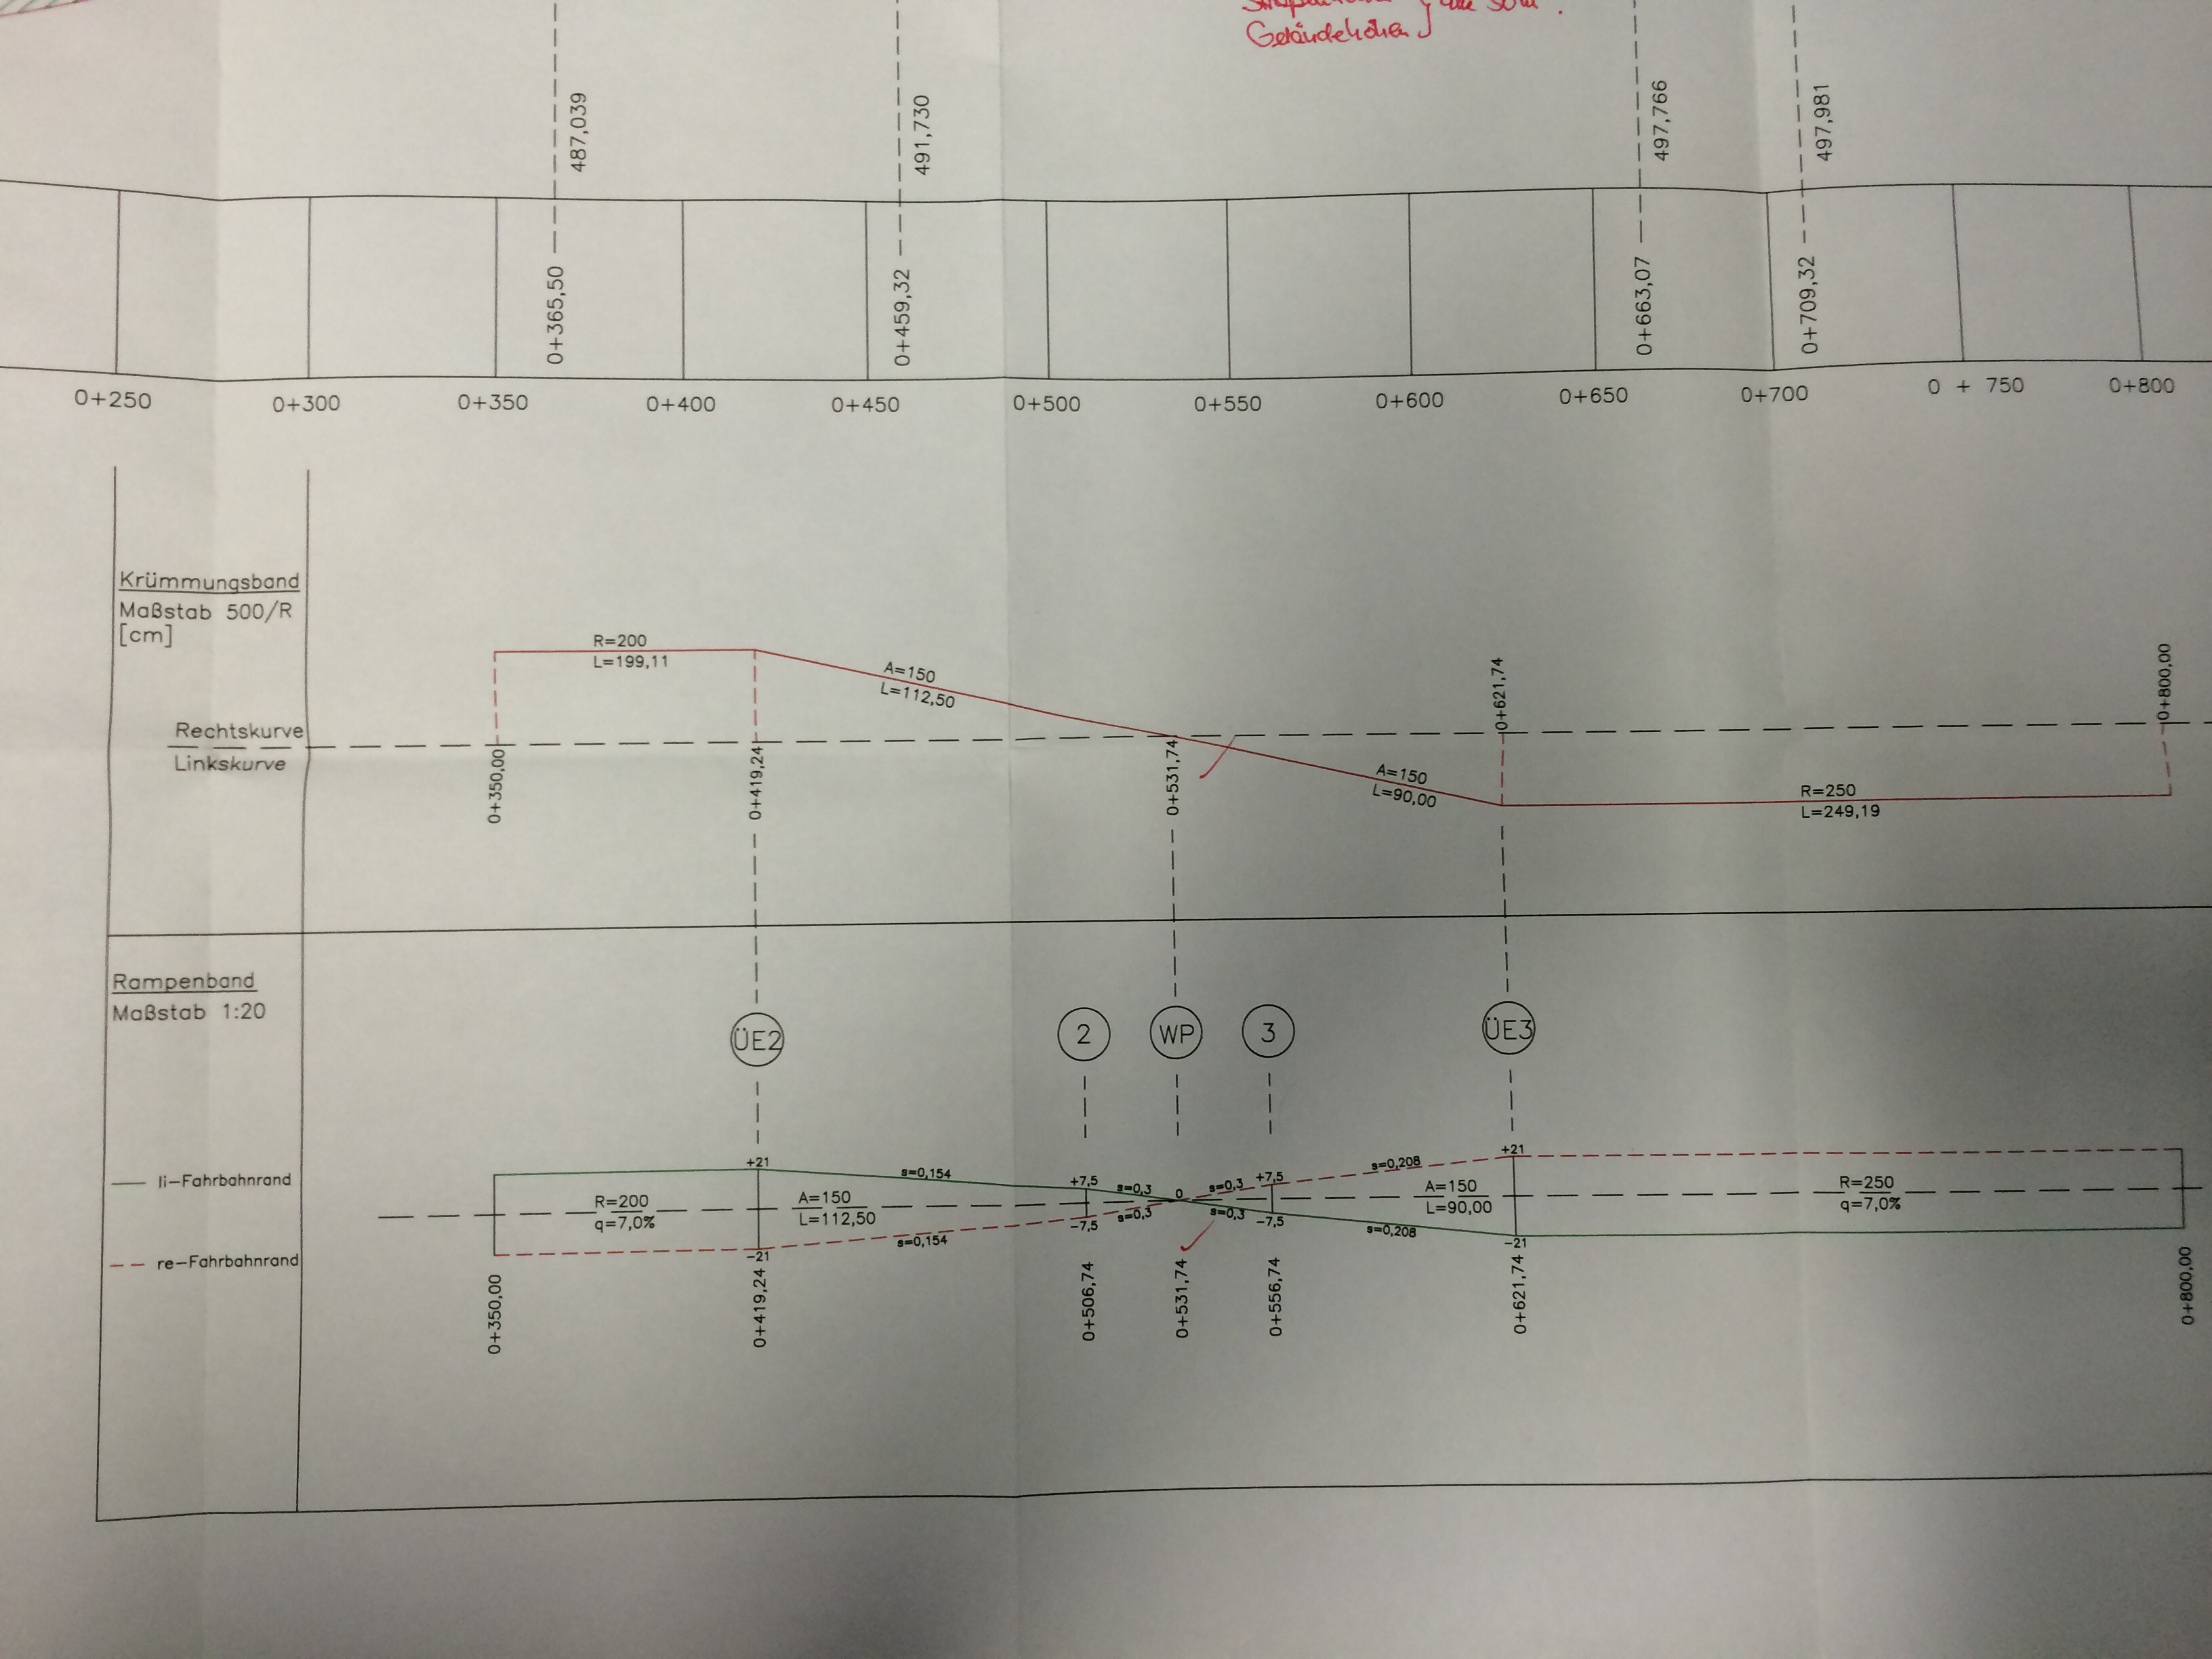 Geländehöhen
487,039
491,730
497,766
497,981
0+365,50
0+459,32
0+663,07
0+709,32
0+250
0+300
0+350
0+400
0+450
0+500
0+550
0+600
0+650
0+700
0 + 750
0+800
Krümmungsband
Maßstab 500/R
[cm]
Rechtskurve
Linkskurve
R=200
L=199,11
A=150
L=112,50
A=150
L=90,00
R=250
L=249,19
0+350,00
0+419,24
0+531,74
0+621,74
0+800,00
Rampenband
Maßstab 1:20
ÜE2
2
WP
3
ÜE3
li-Fahrbahnrand
re-Fahrbahnrand
R=200
q=7,0%
+21
-21
A=150
L=112,50
s=0,154
s=0,154
+7,5
-7,5
s=0,3
s=0,3
0
s=0,3
s=0,3
+7,5
-7,5
s=0,208
s=0,208
A=150
L=90,00
+21
-21
R=250
q=7,0%
0+350,00
0+419,24
0+506,74
0+531,74
0+556,74
0+621,74
0+800,00